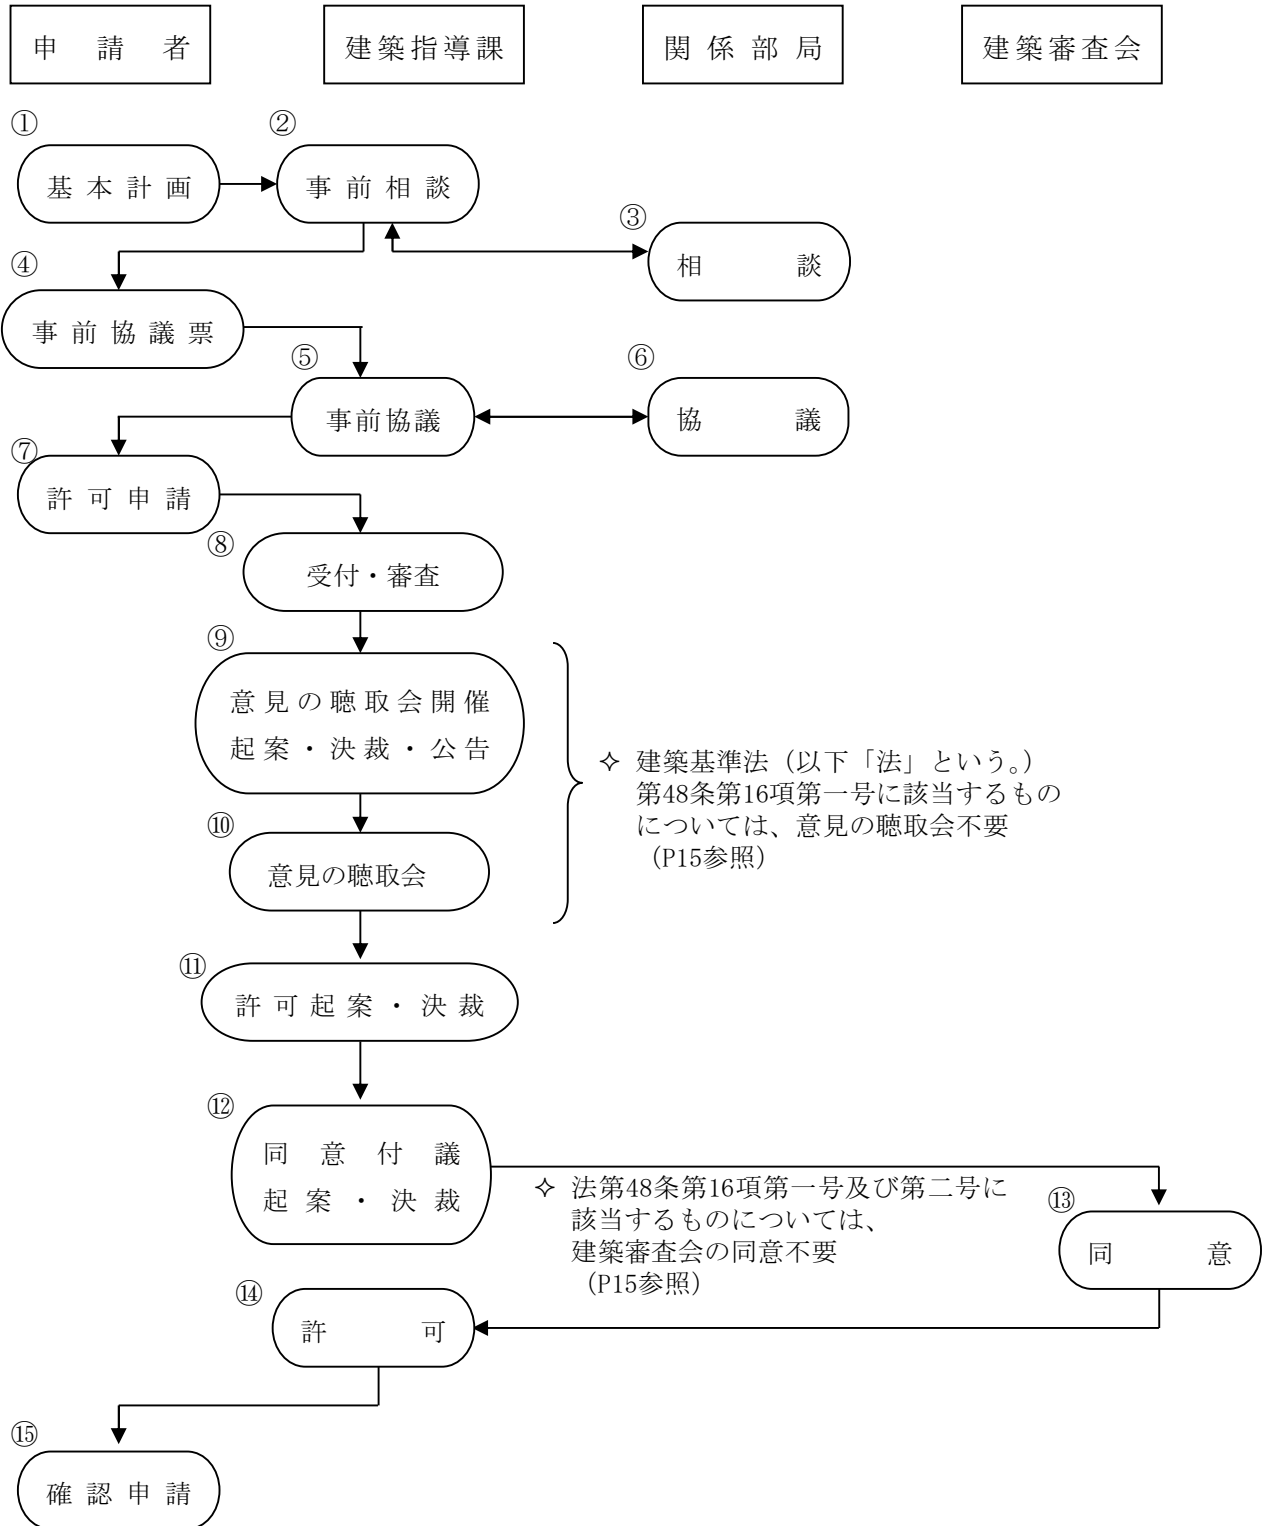 申請者
建築指導課
関係部局
建築審査会
①
基本計画
②
事前相談
③
相談
④
事前協議票
⑤
事前協議
⑥
協議
⑦
許可申請
⑧
受付・審査
⑨
意見の聴取会開催
起案・決裁・公告
✧ 建築基準法（以下「法」という。）
第48条第16項第一号に該当するもの
については、意見の聴取会不要
（P15参照）
⑩
意見の聴取会
⑪
許可起案・決裁
⑫
同意付議
起案・決裁
✧ 法第48条第16項第一号及び第二号に
該当するものについては、
建築審査会の同意不要
（P15参照）
⑬
同意
⑭
許可
⑮
確認申請